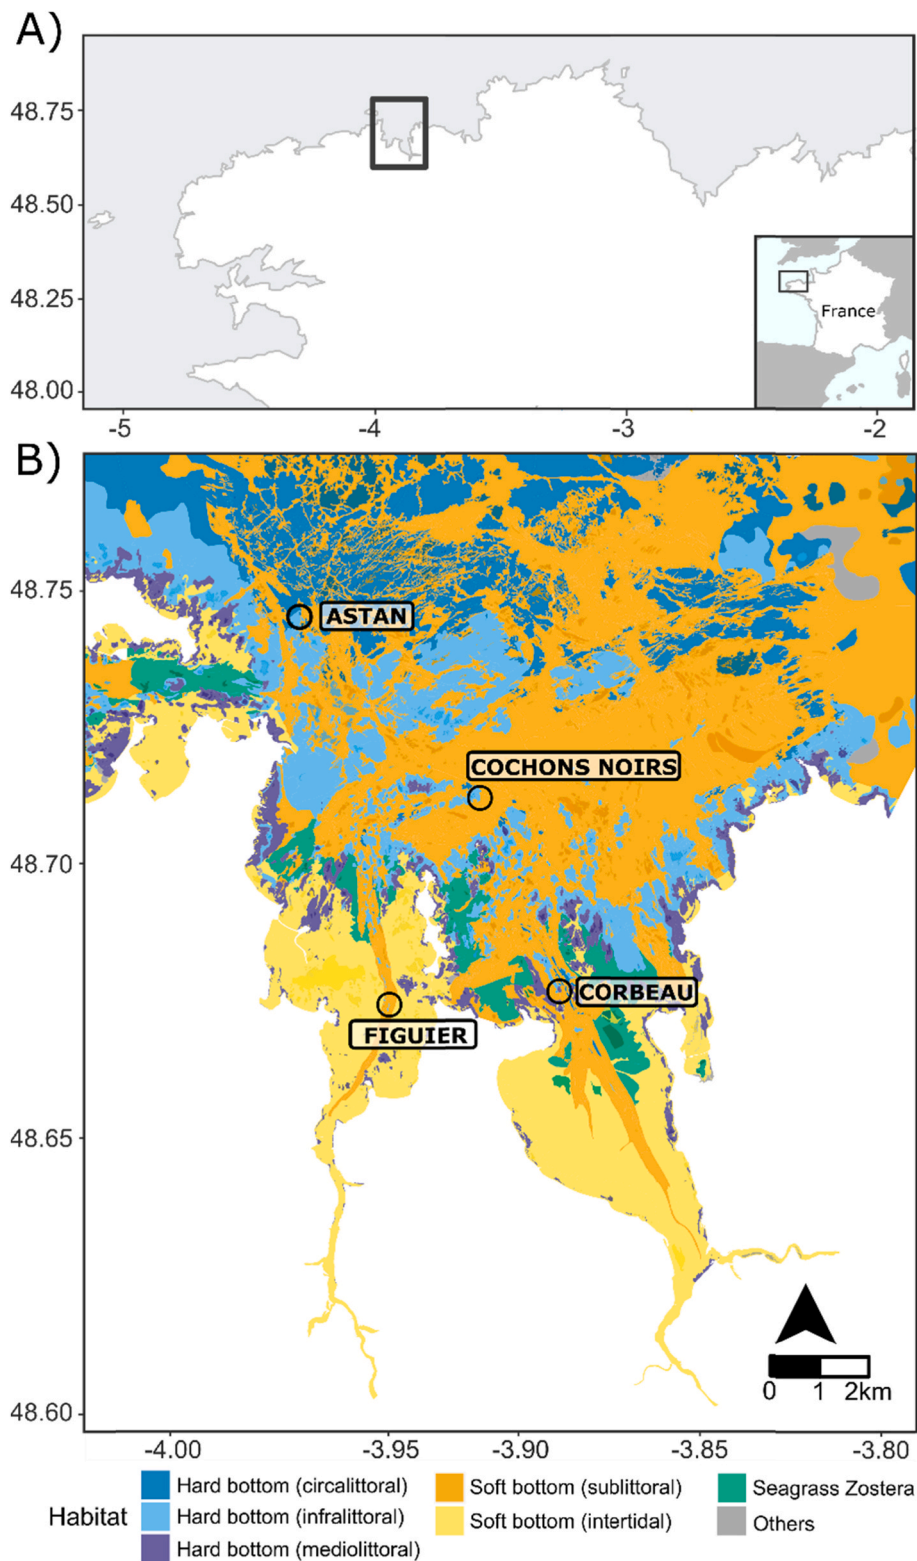 A)
48.75
48.50
48.25
48.00
France
-5
-4
-3
-2
B)
48.75
ASTAN
COCHONS NOIRS
48.70
CORBEAU
FIGUIER
48.65
0 1 2km
48.60
-4.00
-3.95
-3.90
-3.85
-3.80
Habitat
Hard bottom (circalittoral)
Hard bottom (infralittoral)
Hard bottom (mediolittoral)
Soft bottom (sublittoral)
Soft bottom (intertidal)
Seagrass Zostera
Others